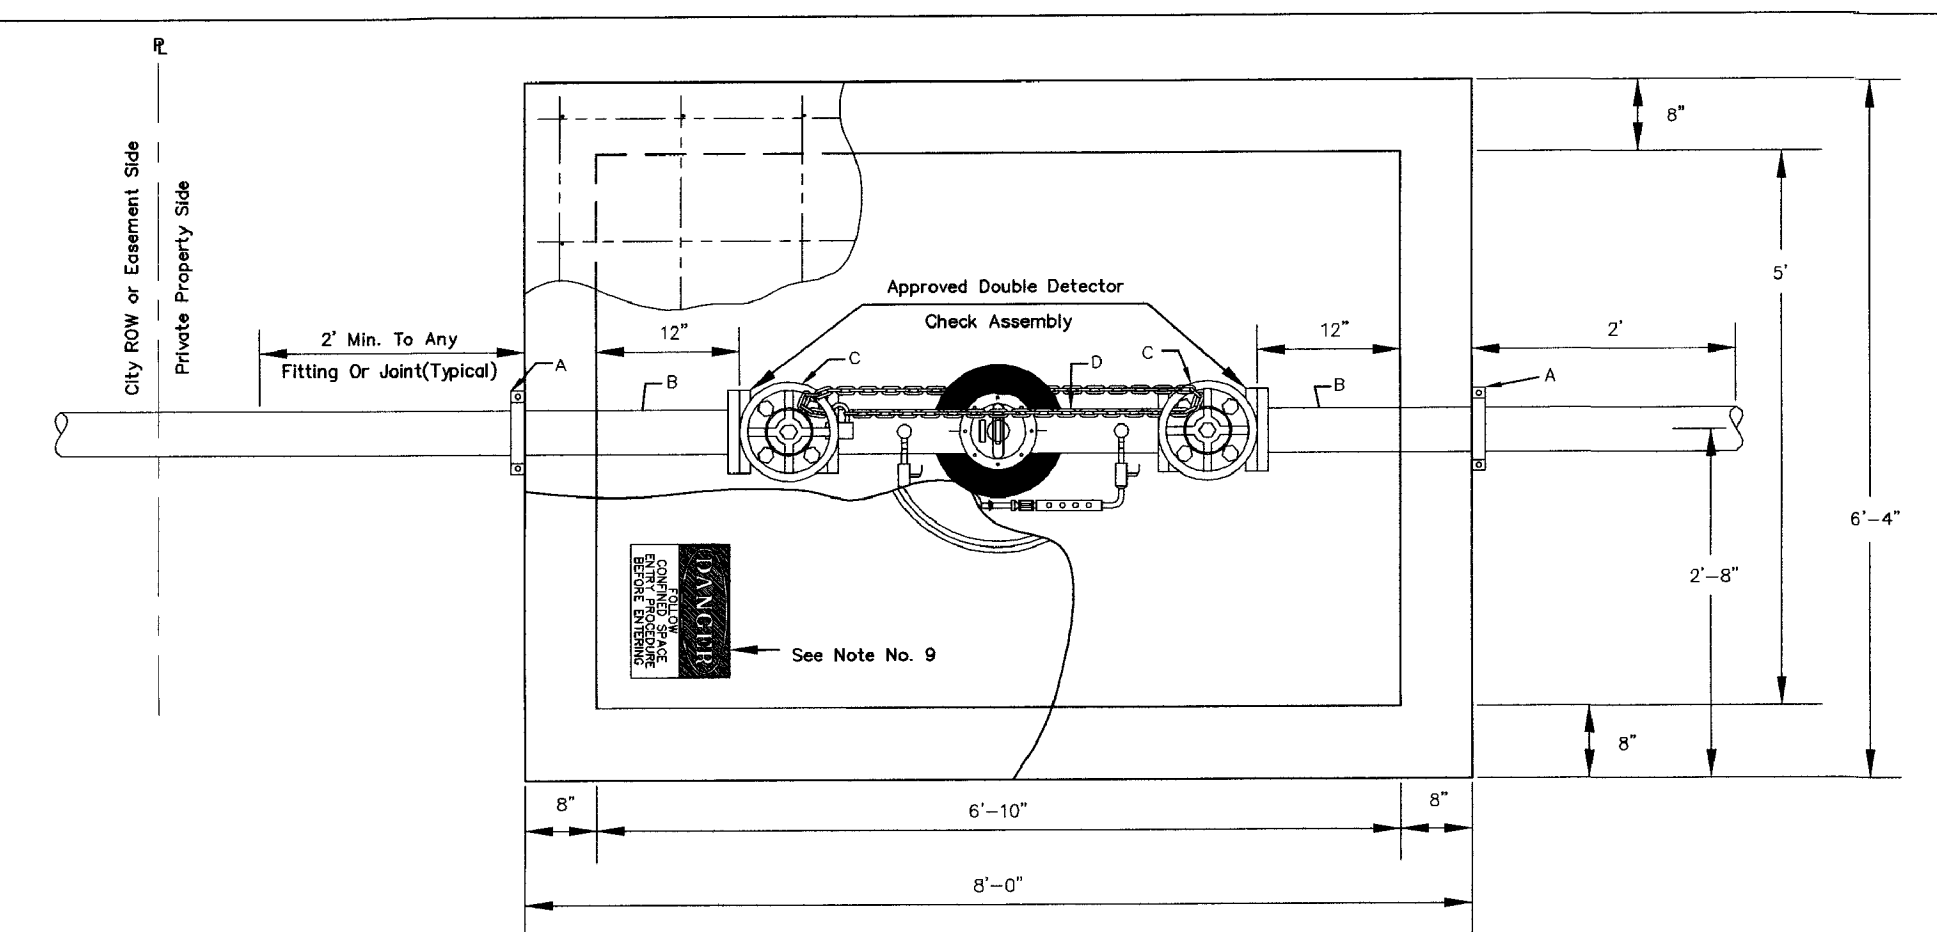 PL
City ROW or Easement Side
Private Property Side
2' Min. To Any
Fitting Or Joint(Typical)
A
B
12"
C
Approved Double Detector
Check Assembly
D
C
12"
B
2'
A
8"
5'
6'-4"
2'-8"
8"
DANGER
FOLLOW
CONFINED SPACE
ENTRY PROCEDURE
BEFORE ENTERING
See Note No. 9
8"
6'-10"
8"
8'-0"